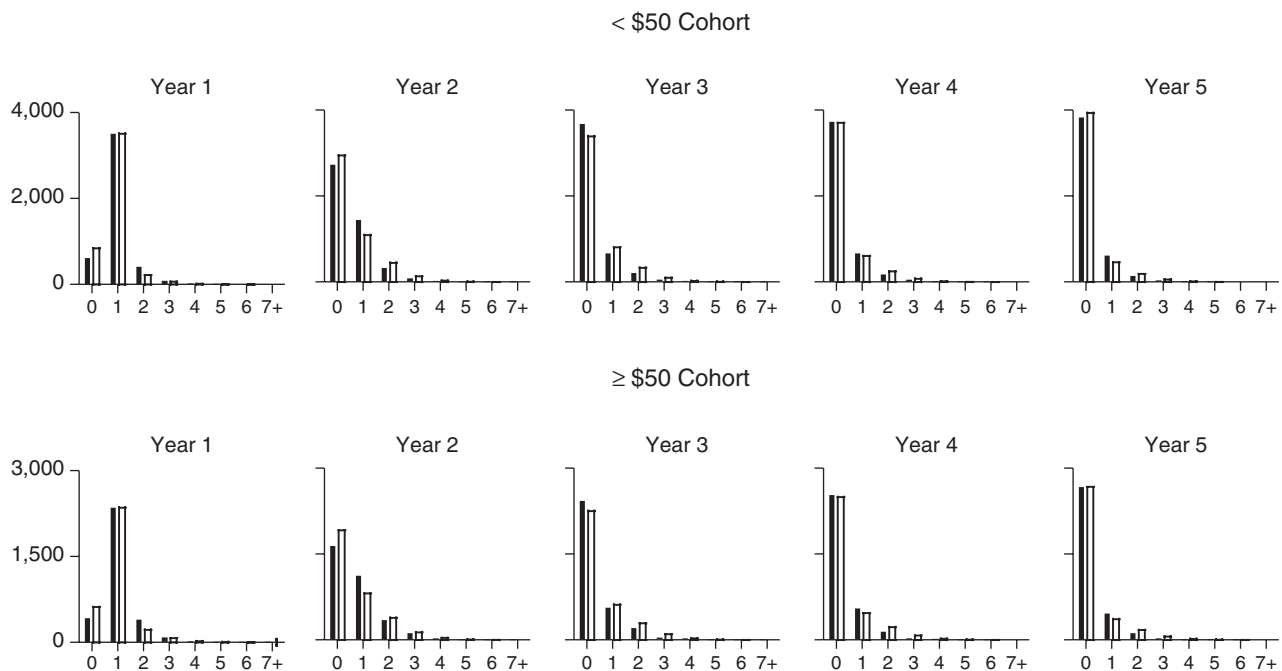 < $50 Cohort
Year 1 Year 2 Year 3 Year 4 Year 5
4,000
2,000
0
0 1 2 3 4 5 6 7+ 0 1 2 3 4 5 6 7+ 0 1 2 3 4 5 6 7+ 0 1 2 3 4 5 6 7+ 0 1 2 3 4 5 6 7+
≥ $50 Cohort
Year 1 Year 2 Year 3 Year 4 Year 5
3,000
1,500
0
0 1 2 3 4 5 6 7+ 0 1 2 3 4 5 6 7+ 0 1 2 3 4 5 6 7+ 0 1 2 3 4 5 6 7+ 0 1 2 3 4 5 6 7+